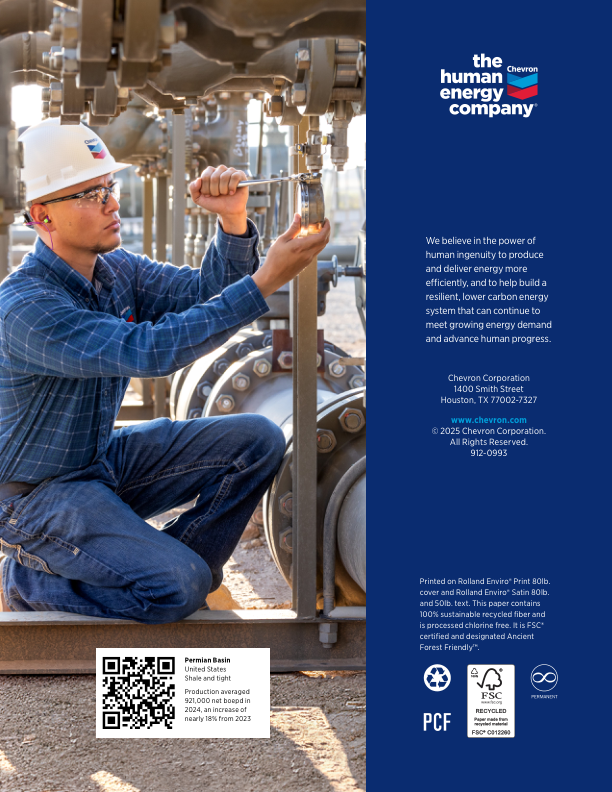 the
human
energy
company®
Chevron
Chevron
We believe in the power of
human ingenuity to produce
and deliver energy more
efficiently, and to help build a
resilient, lower carbon energy
system that can continue to
meet growing energy demand
and advance human progress.
Chevron Corporation
1400 Smith Street
Houston, TX 77002-7327
www.chevron.com
© 2025 Chevron Corporation.
All Rights Reserved.
912-0993
Permian Basin
United States
Shale and tight
Production averaged
921,000 net boepd in
2024, an increase of
nearly 18% from 2023
Printed on Rolland Enviro® Print 80lb.
cover and Rolland Enviro® Satin 80lb.
and 50lb. text. This paper contains
100% sustainable recycled fiber and
is processed chlorine free. It is FSC®
certified and designated Ancient
Forest Friendly™.
PCF
100%
FSC
www.fsc.org
RECYCLED
Paper made from
recycled material
FSC® C012260
PERMANENT